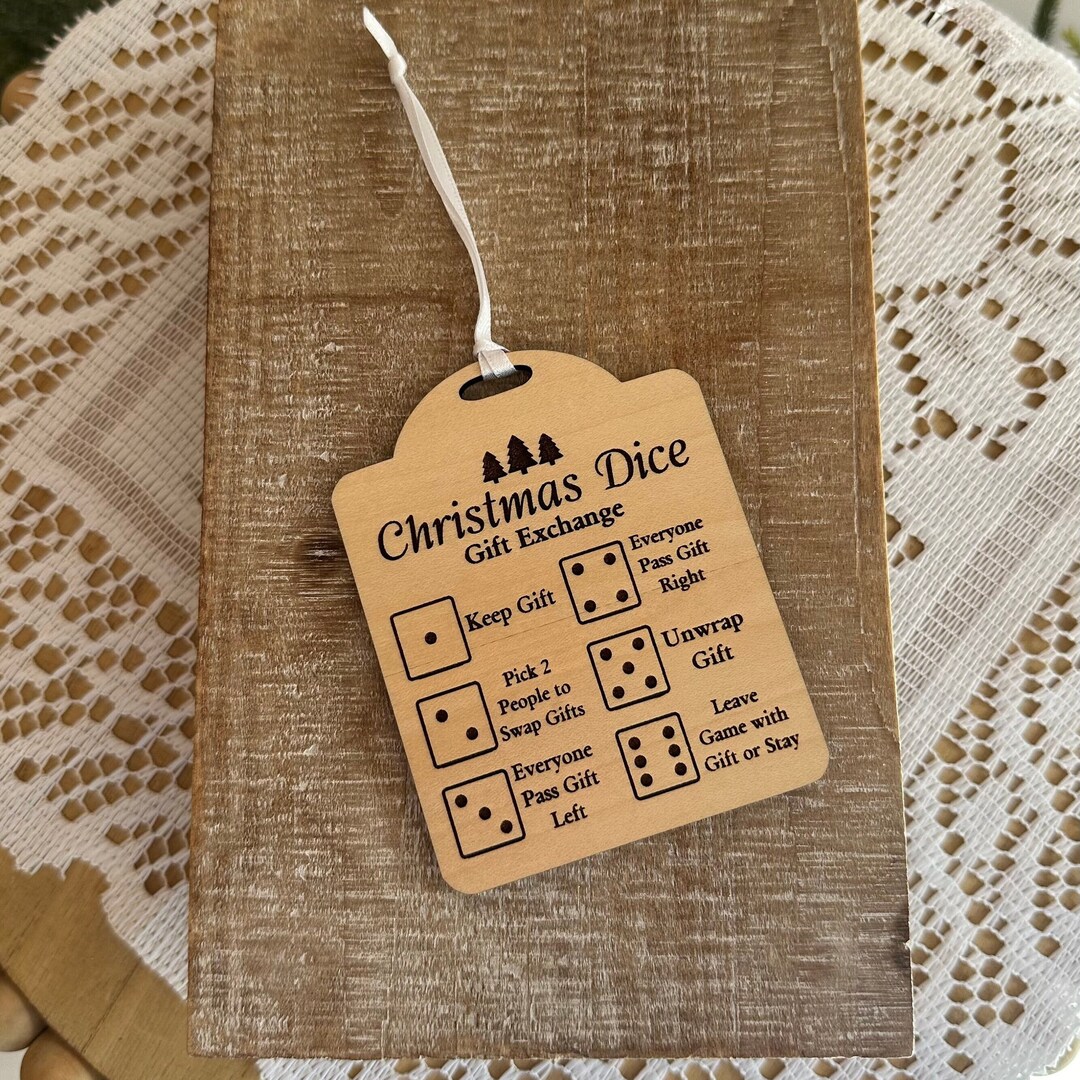 Christmas Dice
Gift Exchange
Keep Gift
Pick 2
People to
Swap Gifts
Everyone
Pass Gift
Left
Everyone
Pass Gift
Right
Unwrap
Gift
Leave
Game with
Gift or Stay